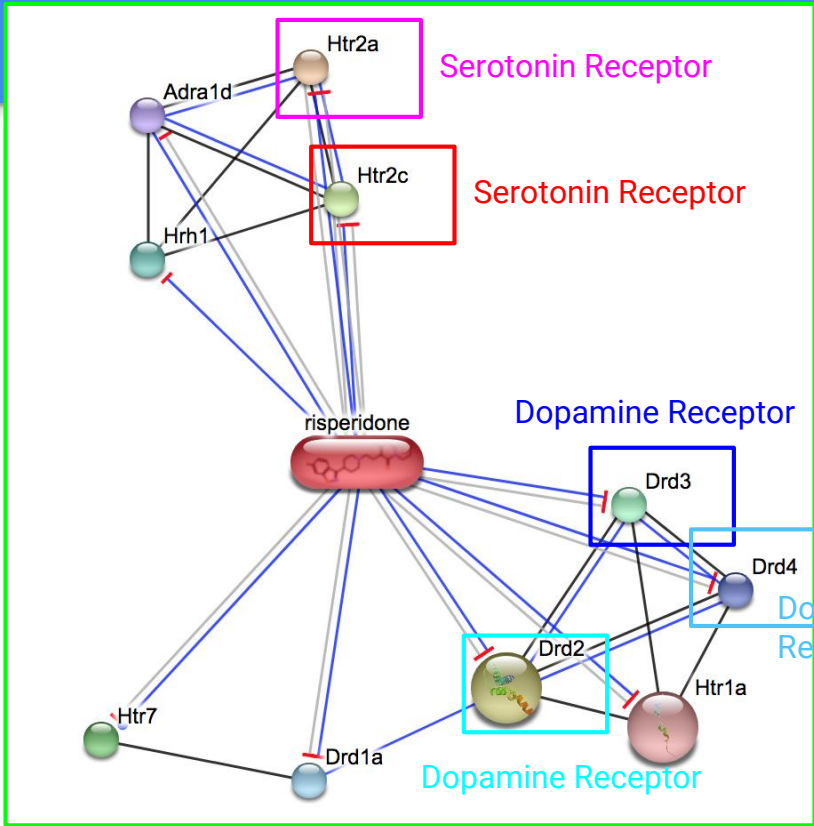 Htr2a
Serotonin Receptor
Adra1d
Htr2c
Serotonin Receptor
Hrh1
risperidone
Dopamine Receptor
Drd3
Drd4
Drd2
Htr1a
Htr7
Drd1a
Dopamine Receptor